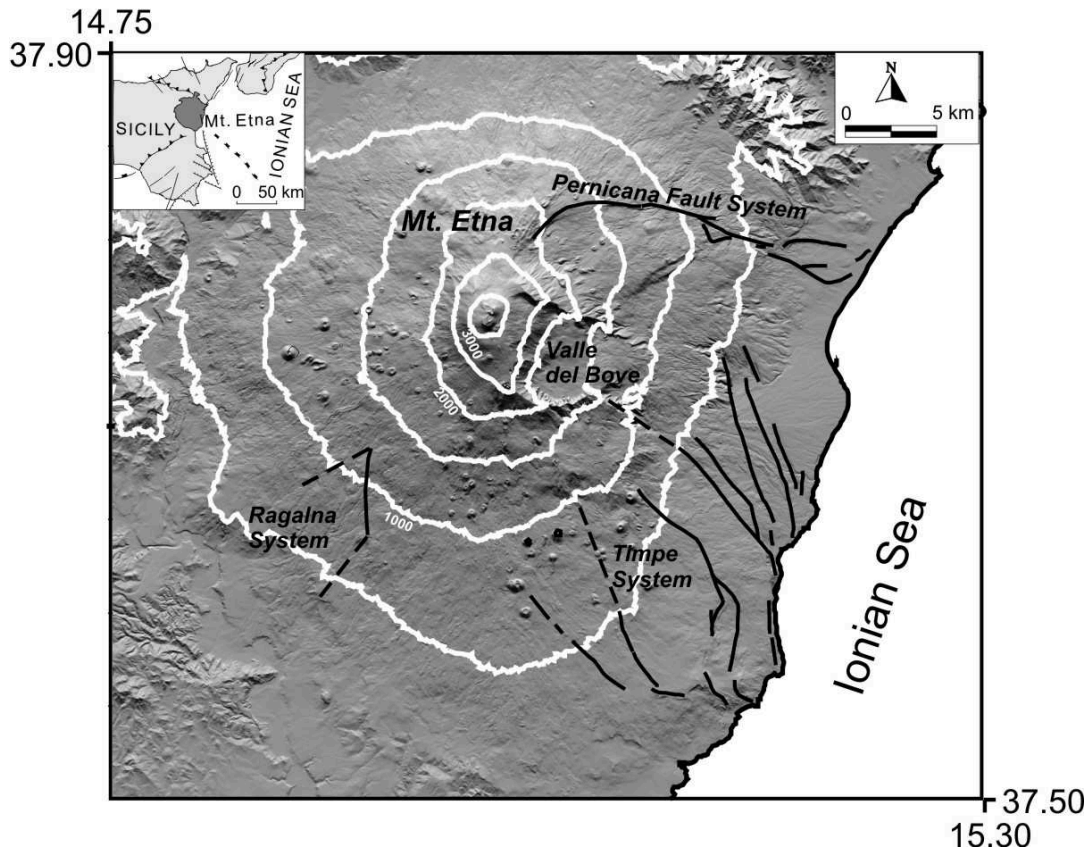 14.75
37.90
SICILY
Mt. Etna
IONIAN SEA
0 50 km
N
0 5 km
Pernicana Fault System
Mt. Etna
3000
Valle
del Bove
2000
1000
Ragalna
System
Timpe
System
Ionian Sea
37.50
15.30